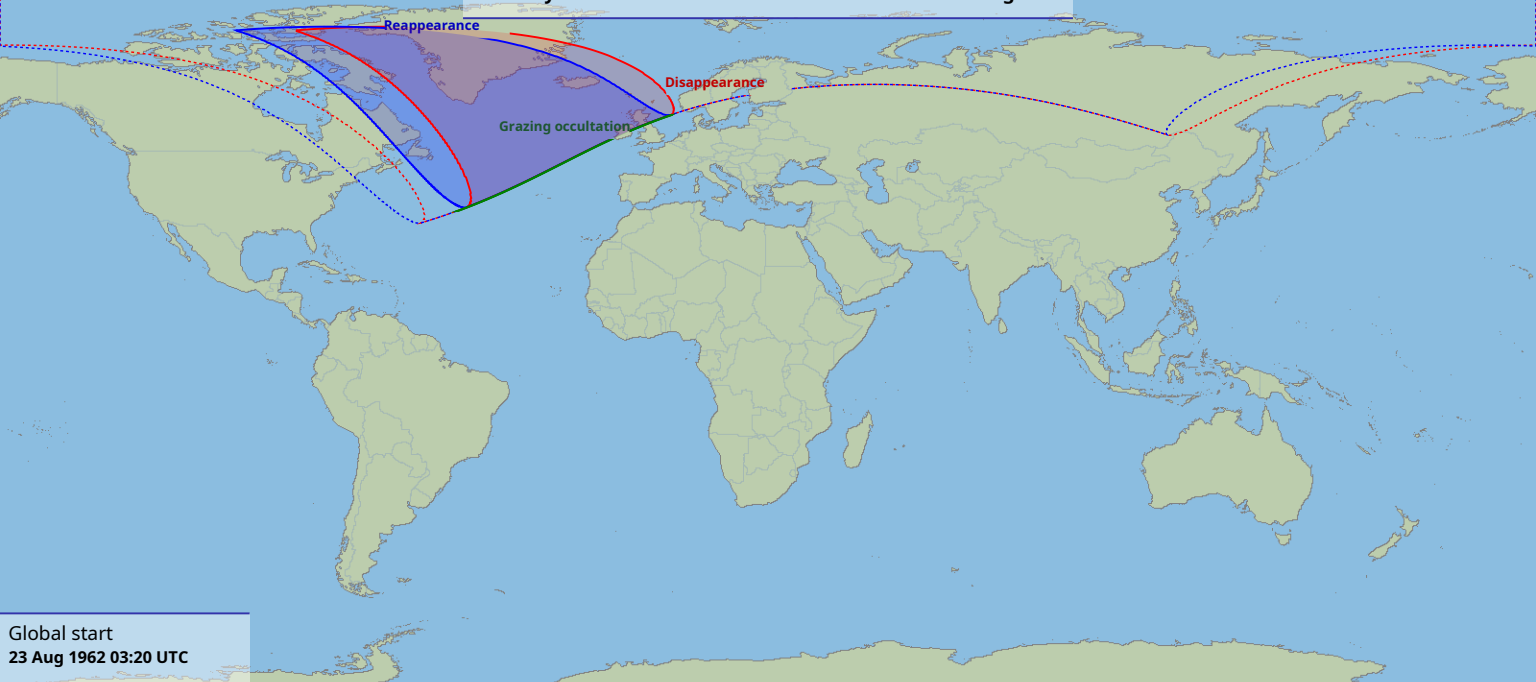 Reappearance
Disappearance
Grazing occultation
Global start
23 Aug 1962 03:20 UTC